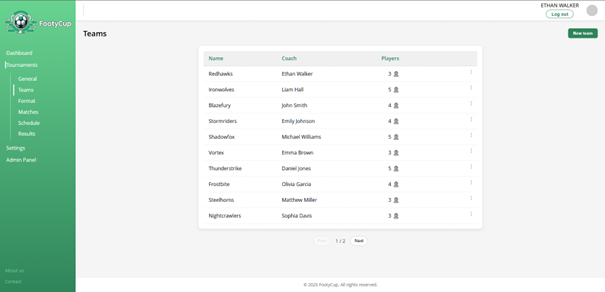 ETHAN WALKER
Log out
FootyCup
Teams
New team
Dashboard
Tournaments
General
Teams
Format
Matches
Schedule
Results
Settings
Admin Panel
About us
Contact
Name Coach Players
Redhawks Ethan Walker 3
Ironwolves Liam Hall 5
Blazefury John Smith 4
Stormriders Emily Johnson 4
Shadowfox Michael Williams 5
Vortex Emma Brown 3
Thunderstrike Daniel Jones 5
Frostbite Olivia Garcia 4
Steelhorns Matthew Miller 3
Nightcrawlers Sophia Davis 3
Prev 1 / 2 Next
© 2025 FootyCup. All rights reserved.